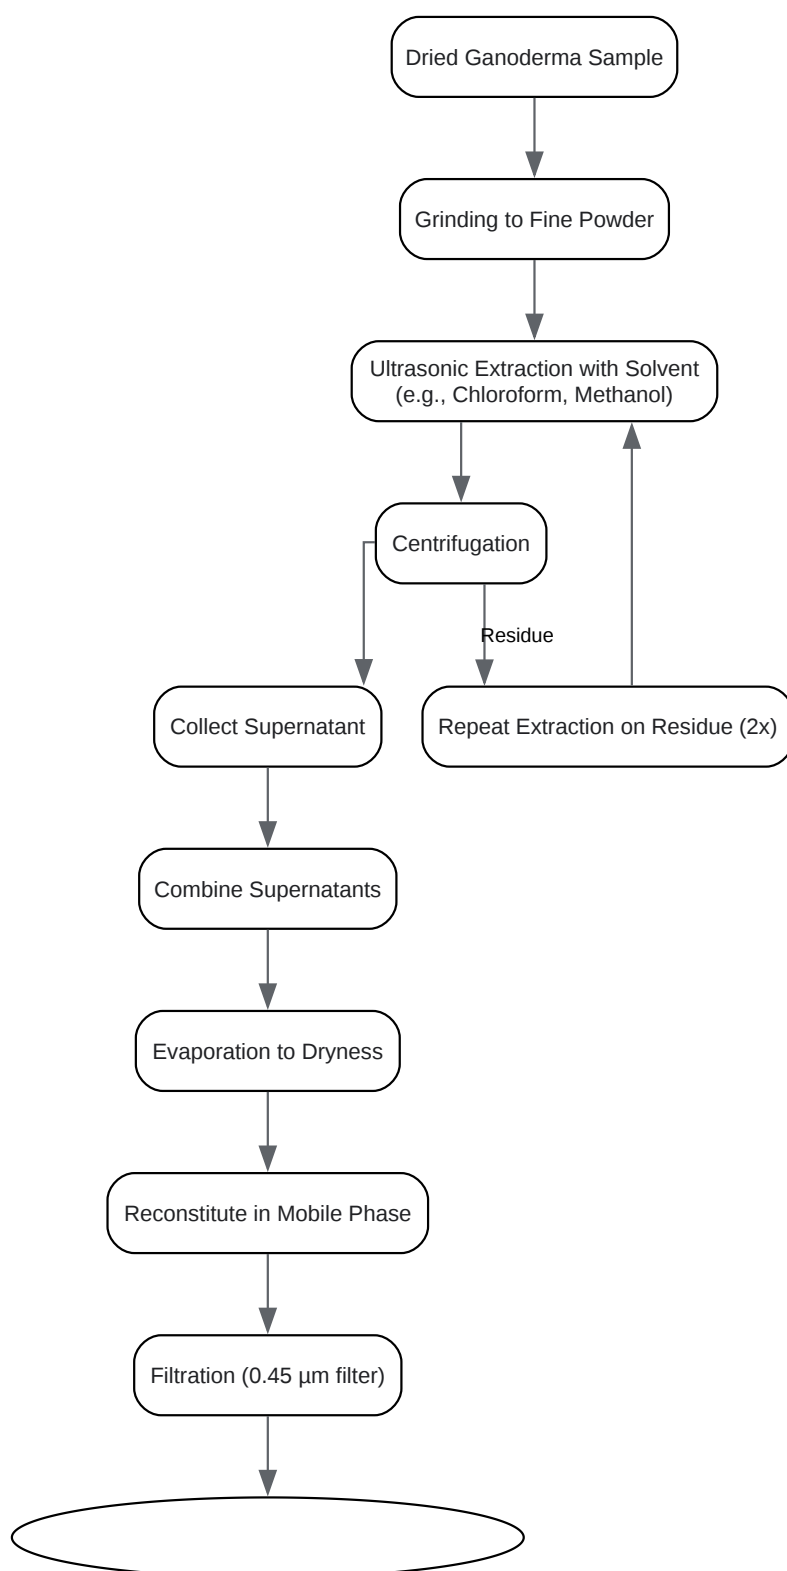 Dried Ganoderma Sample
Grinding to Fine Powder
Ultrasonic Extraction with Solvent
(e.g., Chloroform, Methanol)
Centrifugation
Residue
Collect Supernatant
Repeat Extraction on Residue (2x)
Combine Supernatants
Evaporation to Dryness
Reconstitute in Mobile Phase
Filtration (0.45 µm filter)